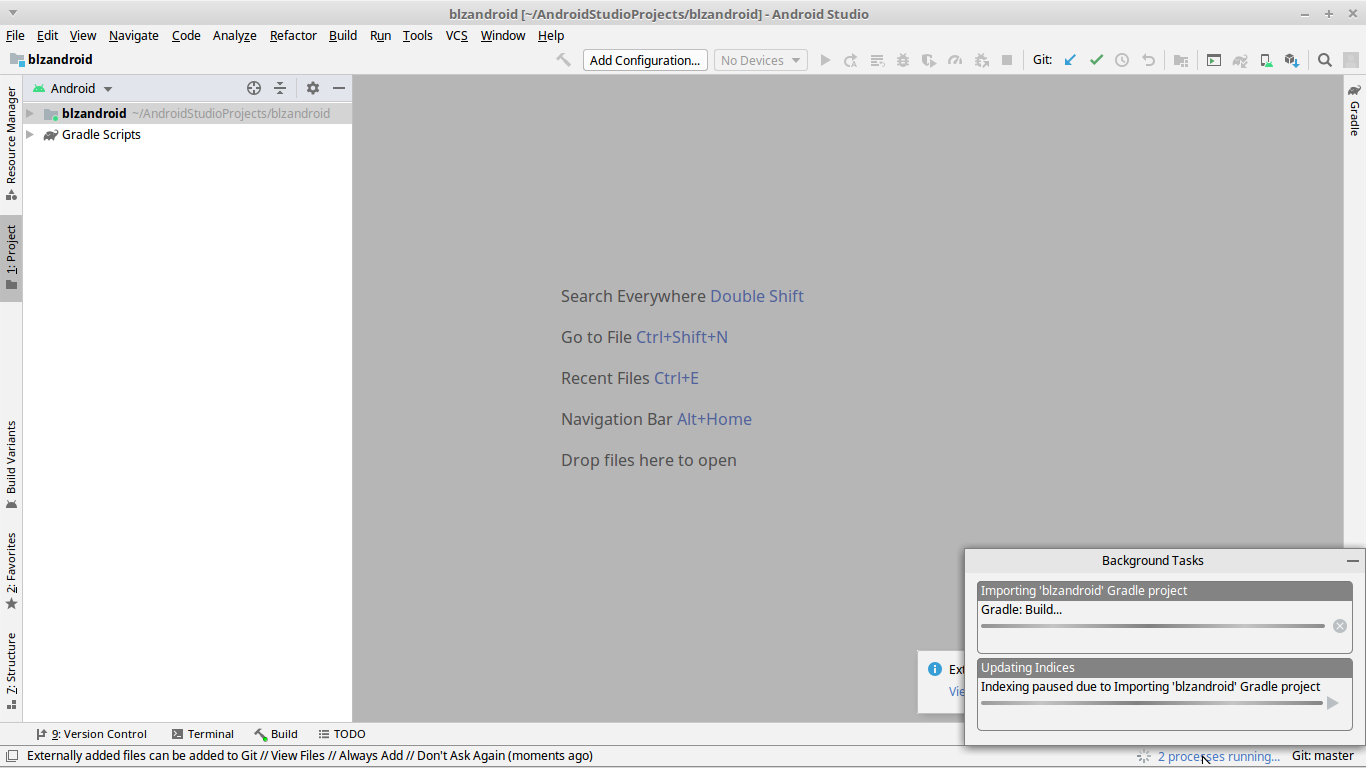 blzandroid [~/AndroidStudioProjects/blzandroid] - Android Studio
File Edit View Navigate Code Analyze Refactor Build Run Tools VCS Window Help
blzandroid Add Configuration... No Devices Git:
Android
blzandroid ~/AndroidStudioProjects/blzandroid
Gradle Scripts
Resource Manager
1: Project
Build Variants
2: Favorites
7: Structure
Gradle
Search Everywhere Double Shift
Go to File Ctrl+Shift+N
Recent Files Ctrl+E
Navigation Bar Alt+Home
Drop files here to open
Background Tasks
Importing 'blzandroid' Gradle project
Gradle: Build...
Updating Indices
Indexing paused due to Importing 'blzandroid' Gradle project
Ext
Vie
9: Version Control Terminal Build TODO
Externally added files can be added to Git // View Files // Always Add // Don't Ask Again (moments ago) 2 processes running... Git: master